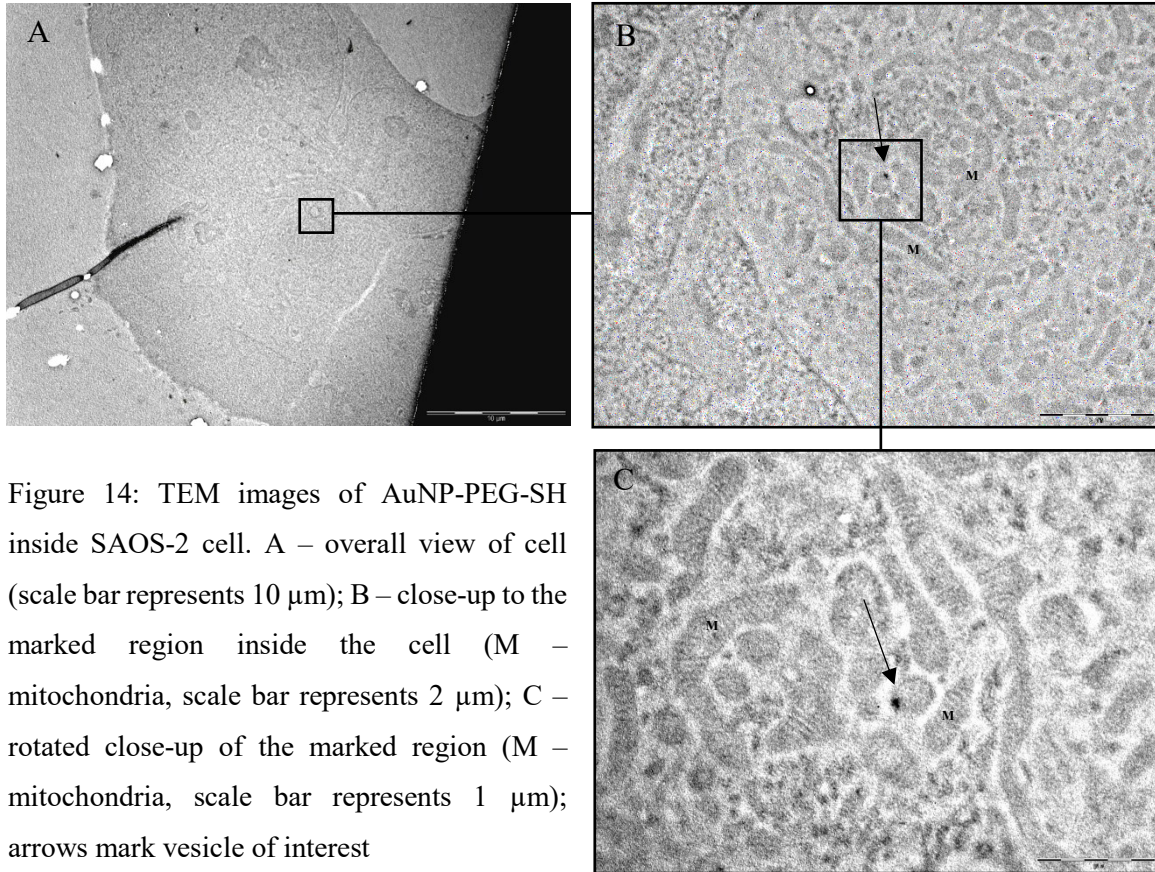 A
10 µm
B
M
M
C
M
M
Figure 14: TEM images of AuNP-PEG-SH
inside SAOS-2 cell. A – overall view of cell
(scale bar represents 10 µm); B – close-up to the
marked region inside the cell (M –
mitochondria, scale bar represents 2 µm); C –
rotated close-up of the marked region (M –
mitochondria, scale bar represents 1 µm);
arrows mark vesicle of interest